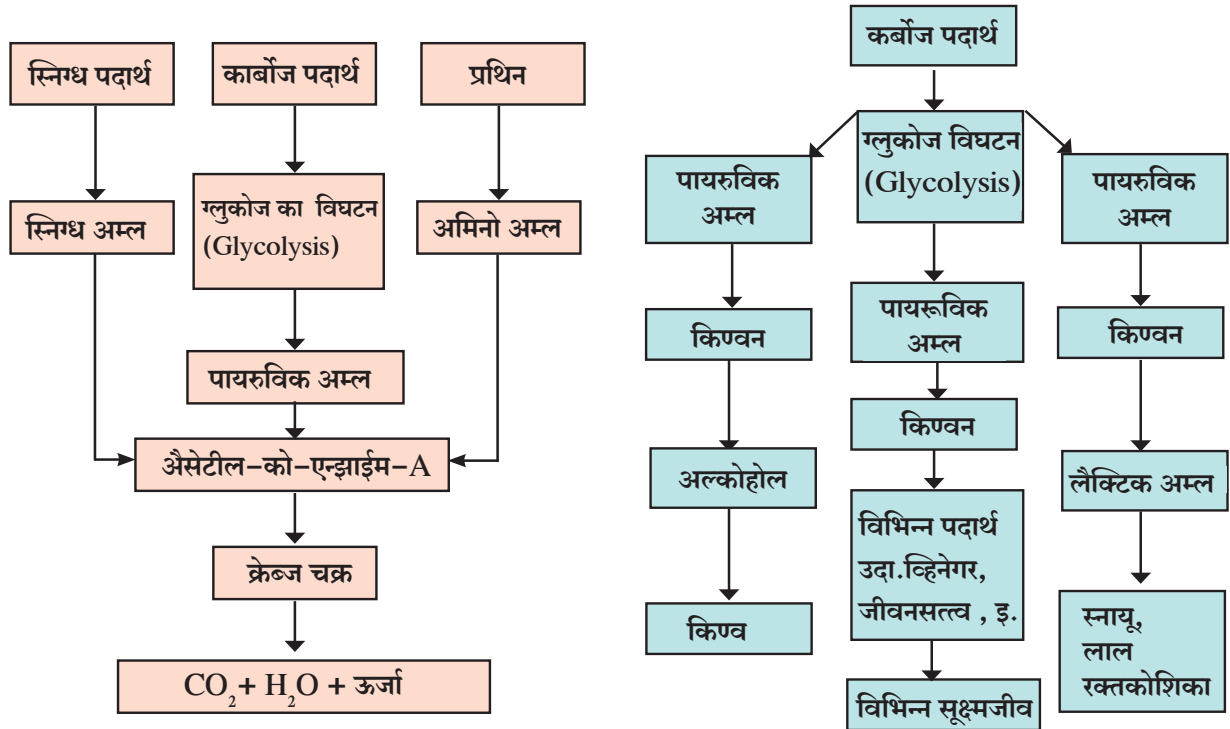 स्निग्ध पदार्थ
कार्बोज पदार्थ
प्रथिन
स्निग्ध अम्ल
ग्लुकोज का विघटन
(Glycolysis)
अमिनो अम्ल
पायरुविक अम्ल
अॅसेटील-को-एन्झाईम-A
क्रेब्ज चक्र
CO₂+ H₂O + ऊर्जा
कर्बोज पदार्थ
ग्लुकोज विघटन
(Glycolysis)
पायरुविक
अम्ल
किण्वन
अल्कोहोल
किण्व
पायरूविक
अम्ल
किण्वन
विभिन्न पदार्थ
उदा.व्हिनेगर,
जीवनसत्त्व , इ.
विभिन्न सूक्ष्मजीव
पायरुविक
अम्ल
किण्वन
लैक्टिक अम्ल
स्नायू,
लाल
रक्तकोशिका